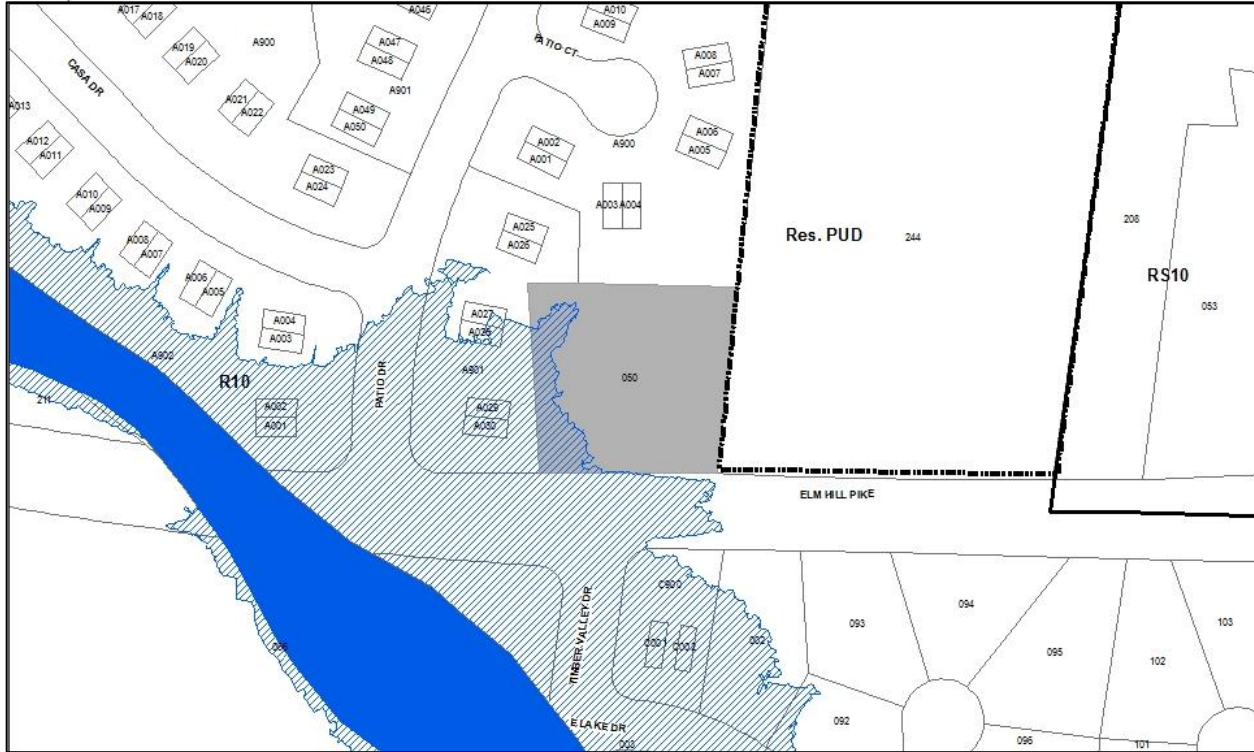 A017
A018
A046
A010
A009
A019
A020
A900
A047
A048
PATIO CT
A008
A007
CASA DR
A901
A021
A022
A049
A050
A013
A012
A011
A002
A001
A900
A006
A005
A023
A024
A010
A009
A003 A004
208
A008
A007
A025
A026
Res. PUD
244
RS10
A006
A005
053
A004
A003
A027
A902
R10
PATIO DR
A901
050
211
A002
A001
A029
A030
ELM HILL PIKE
C900
TIMBER VALLEY DR
C001
C002
002
093
094
095
102
103
092
E LAKE DR
003
096
101